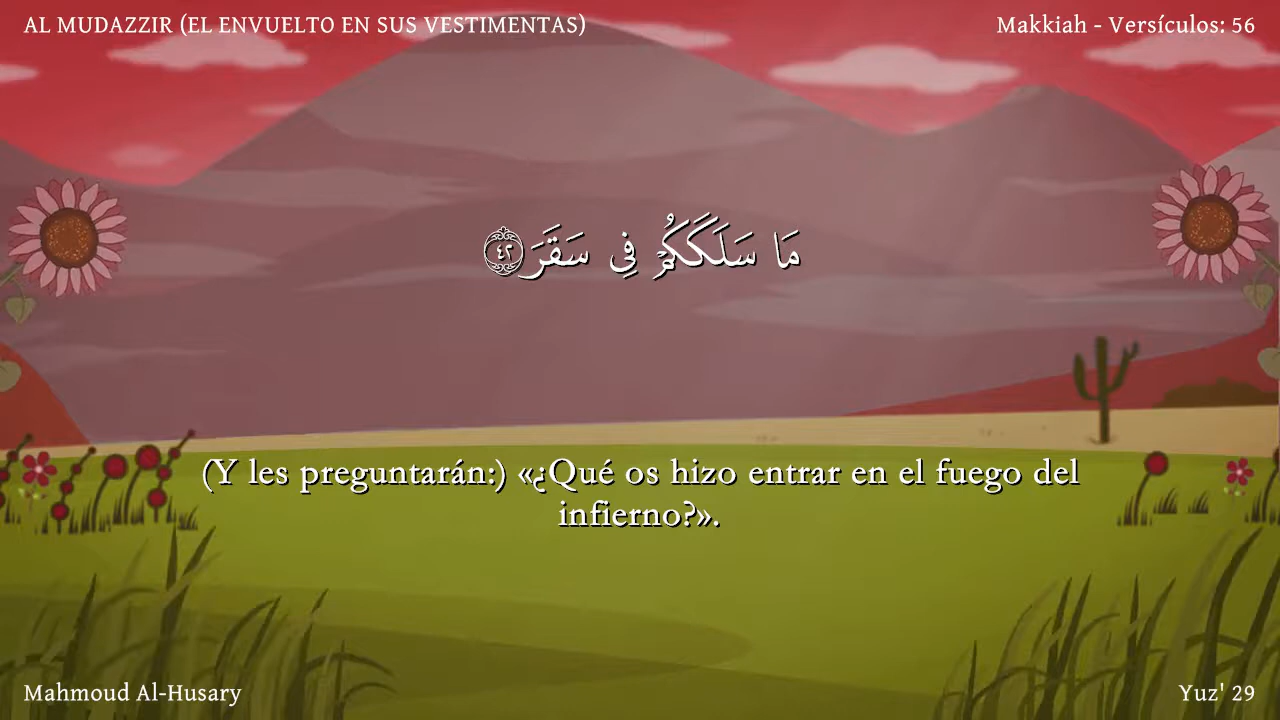 AL MUDAZZIR (EL ENVUELTO EN SUS VESTIMENTAS)
Makkiah - Versículos: 56
مَا سَلَكَكُمْ فِى سَقَرَ ٤٢
(Y les preguntarán:) «¿Qué os hizo entrar en el fuego del
infierno?».
Mahmoud Al-Husary
Yuz' 29